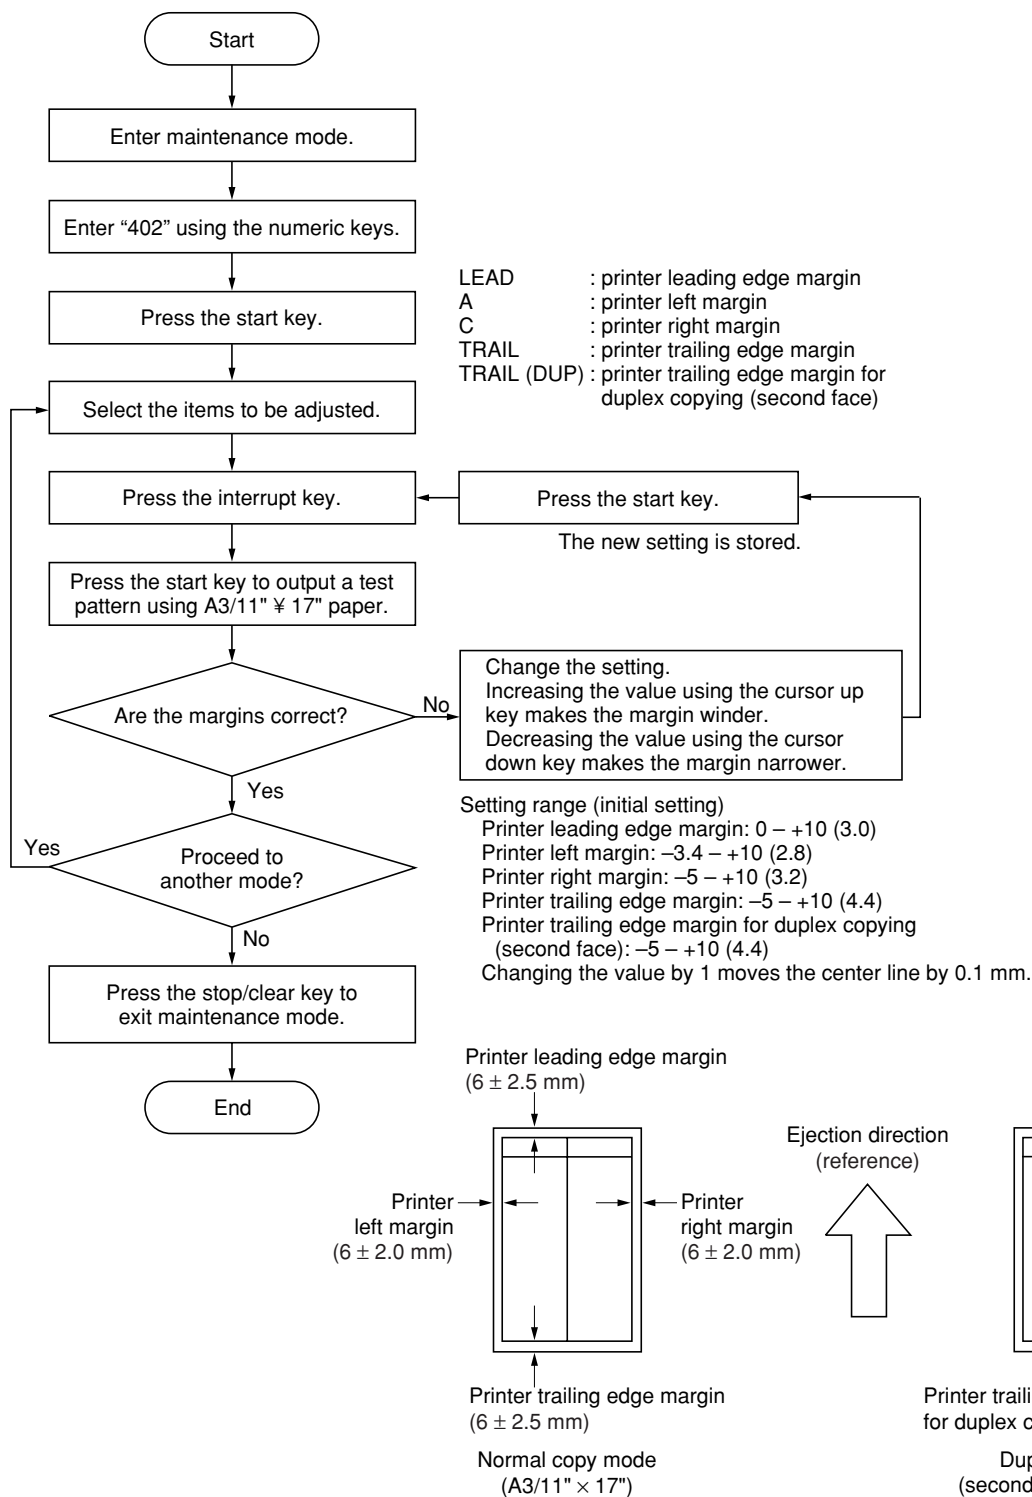 Start
Enter maintenance mode.
Enter “402” using the numeric keys.
Press the start key.
Select the items to be adjusted.
LEAD : printer leading edge margin
A : printer left margin
C : printer right margin
TRAIL : printer trailing edge margin
TRAIL (DUP) : printer trailing edge margin for
duplex copying (second face)
Press the interrupt key.
Press the start key.
The new setting is stored.
Press the start key to output a test
pattern using A3/11" ¥ 17" paper.
Are the margins correct?
No
Change the setting.
Increasing the value using the cursor up
key makes the margin winder.
Decreasing the value using the cursor
down key makes the margin narrower.
Yes
Yes
Proceed to
another mode?
No
Setting range (initial setting)
Printer leading edge margin: 0 – +10 (3.0)
Printer left margin: –3.4 – +10 (2.8)
Printer right margin: –5 – +10 (3.2)
Printer trailing edge margin: –5 – +10 (4.4)
Printer trailing edge margin for duplex copying
(second face): –5 – +10 (4.4)
Changing the value by 1 moves the center line by 0.1 mm.
Press the stop/clear key to
exit maintenance mode.
End
Printer leading edge margin
(6 ± 2.5 mm)
Printer
left margin
(6 ± 2.0 mm)
Printer
right margin
(6 ± 2.0 mm)
Ejection direction
(reference)
Printer trailing edge margin
(6 ± 2.5 mm)
Normal copy mode
(A3/11" × 17")
Printer
for duplex
(second